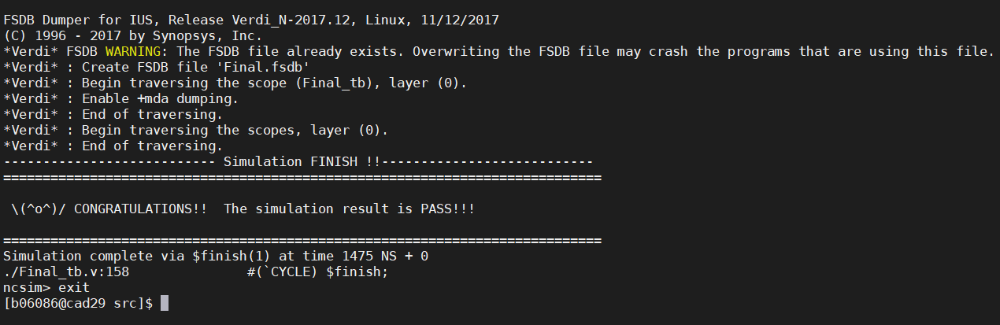 FSDB Dumper for IUS, Release Verdi_N-2017.12, Linux, 11/12/2017
(C) 1996 - 2017 by Synopsys, Inc.
*Verdi* FSDB WARNING: The FSDB file already exists. Overwriting the FSDB file may crash the programs that are using this file.
*Verdi* : Create FSDB file 'Final.fsdb'
*Verdi* : Begin traversing the scope (Final_tb), layer (0).
*Verdi* : Enable +mda dumping.
*Verdi* : End of traversing.
*Verdi* : Begin traversing the scopes, layer (0).
*Verdi* : End of traversing.
--------------------------- Simulation FINISH !!---------------------------
============================================================================
\(^o^)/ CONGRATULATIONS!!  The simulation result is PASS!!!
============================================================================
Simulation complete via $finish(1) at time 1475 NS + 0
./Final_tb.v:158               #(`CYCLE) $finish;
ncsim> exit
[b06086@cad29 src]$